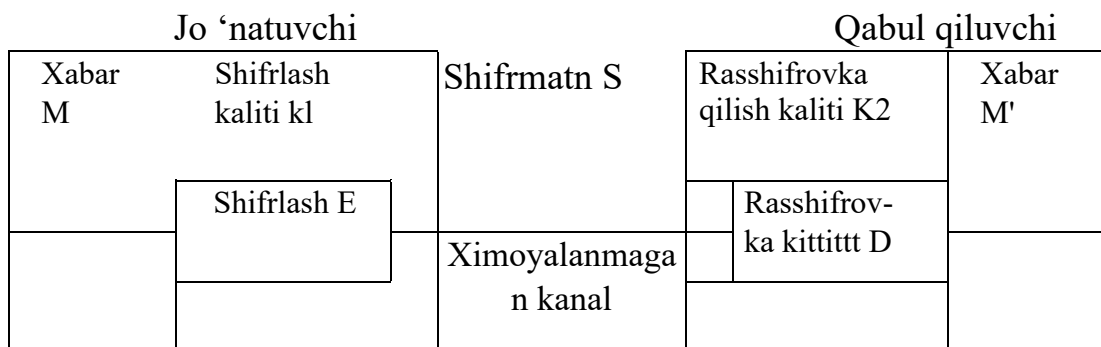 Jo ‘natuvchi
Qabul qiluvchi
Xabar
M
Shifrlash
kaliti kl
Shifrmatn S
Rasshifrovka
qilish kaliti K2
Xabar
M'
Shifrlash E
Rasshifrov-
ka kittittt D
Ximoyalanmaga
n kanal